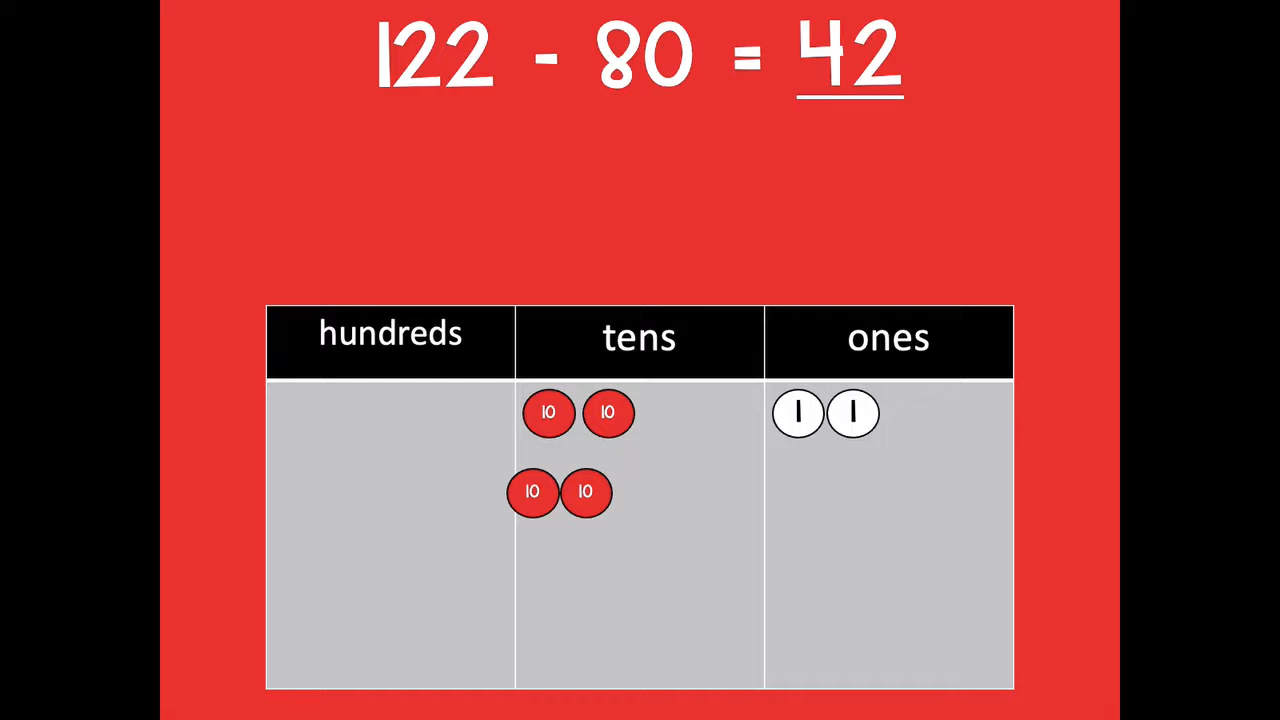 122 - 80 = 42
hundreds tens ones
10 10 1 1
10 10